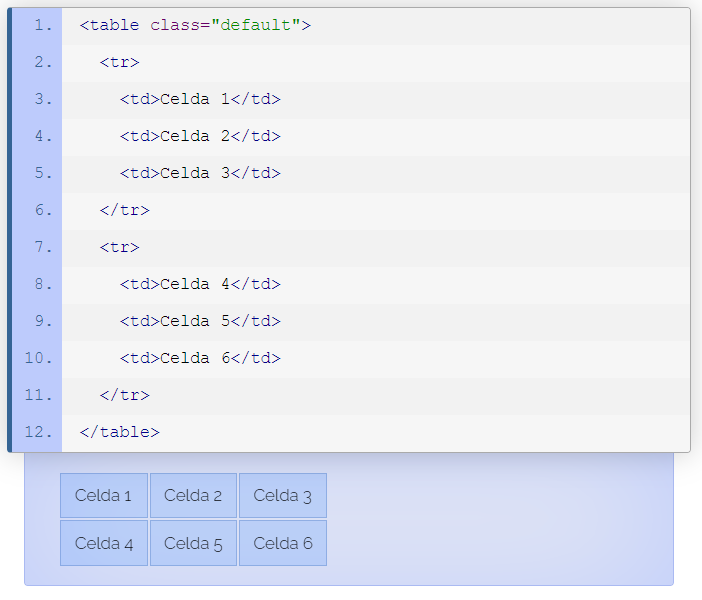 1. <table class="default">
2.   <tr>
3.     <td>Celda 1</td>
4.     <td>Celda 2</td>
5.     <td>Celda 3</td>
6.   </tr>
7.   <tr>
8.     <td>Celda 4</td>
9.     <td>Celda 5</td>
10.     <td>Celda 6</td>
11.   </tr>
12. </table>
Celda 1 Celda 2 Celda 3
Celda 4 Celda 5 Celda 6